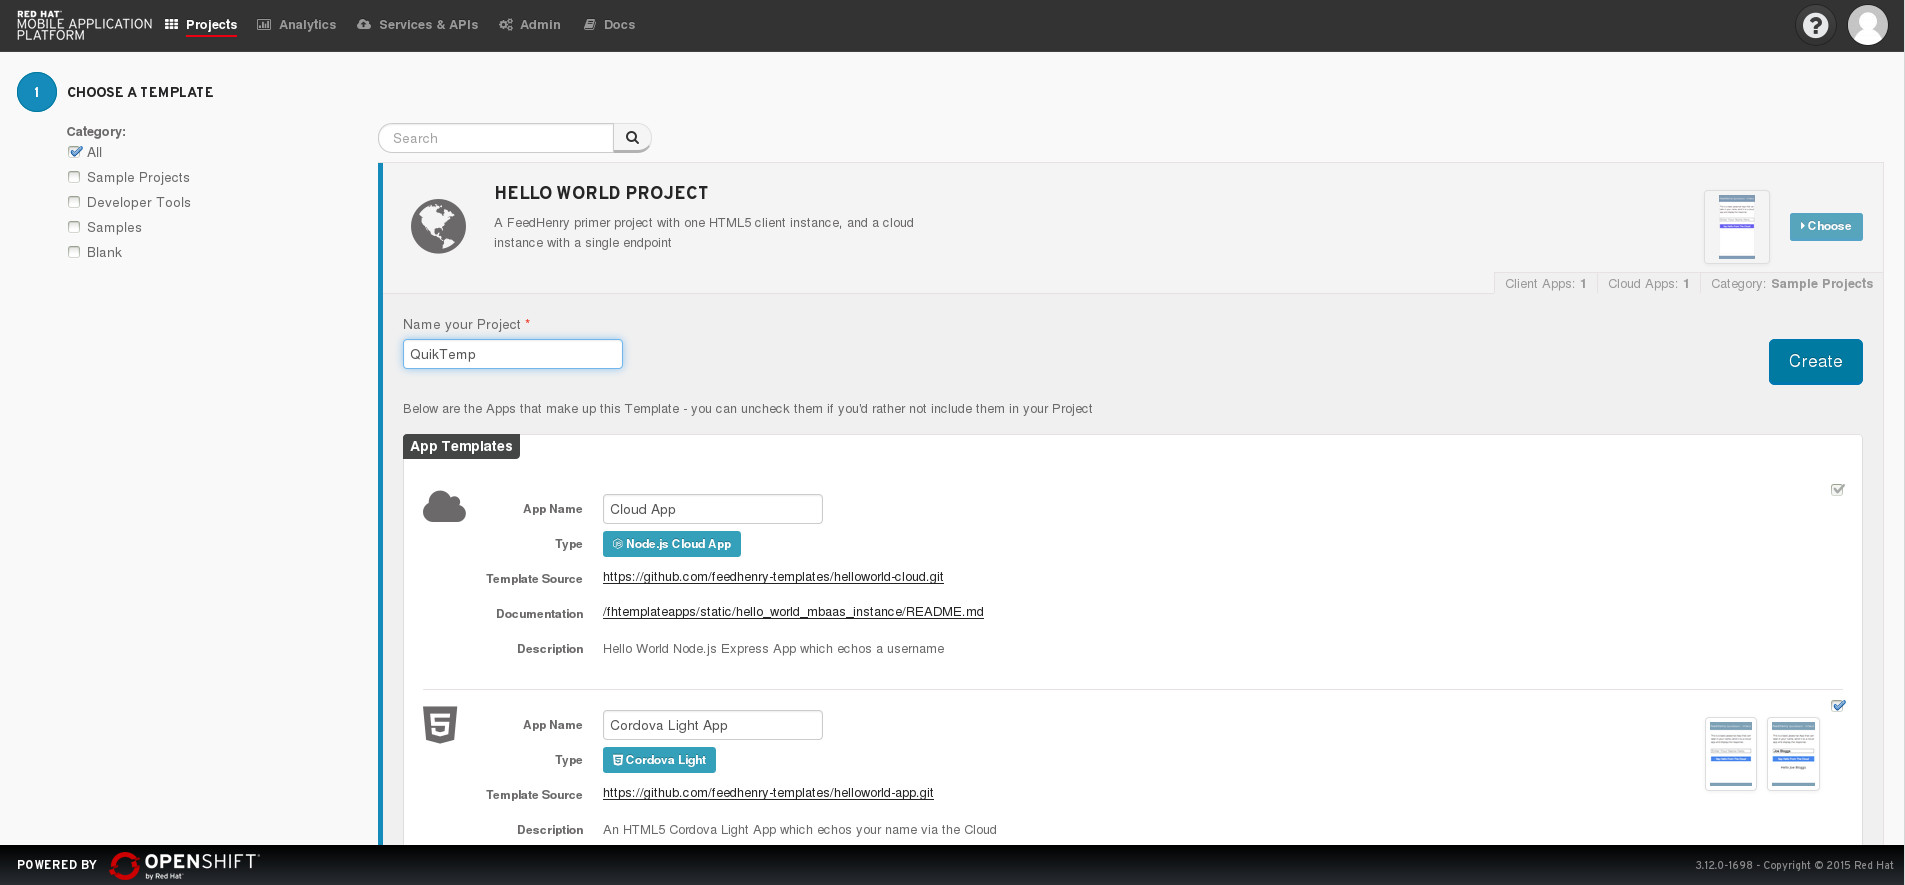 RED HAT
MOBILE APPLICATION
PLATFORM
Projects
Analytics
Services & APIs
Admin
Docs
?
1
CHOOSE A TEMPLATE
Category:
All
Sample Projects
Developer Tools
Samples
Blank
Search
HELLO WORLD PROJECT
A FeedHenry primer project with one HTML5 client instance, and a cloud
instance with a single endpoint
Choose
Client Apps: 1
Cloud Apps: 1
Category: Sample Projects
Name your Project *
QuikTemp
Create
Below are the Apps that make up this Template - you can uncheck them if you'd rather not include them in your Project
App Templates
App Name
Cloud App
Type
Node.js Cloud App
Template Source
https://github.com/feedhenry-templates/helloworld-cloud.git
Documentation
/fhtemplateapps/static/hello_world_mbaas_instance/README.md
Description
Hello World Node.js Express App which echos a username
App Name
Cordova Light App
Type
Cordova Light
Template Source
https://github.com/feedhenry-templates/helloworld-app.git
Description
An HTML5 Cordova Light App which echos your name via the Cloud
POWERED BY
OPENSHIFT
by Red Hat
3.12.0-1698 - Copyright © 2015 Red Hat